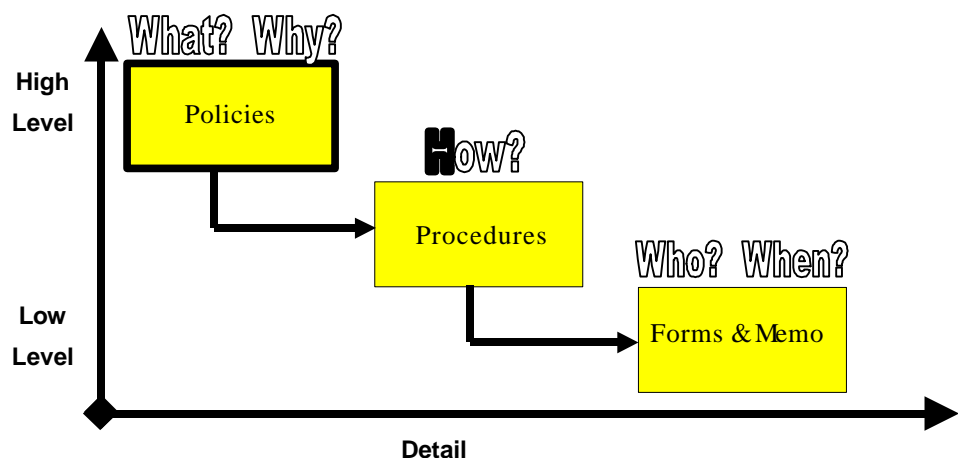 What? Why?
High
Level
Policies
How?
Procedures
Who? When?
Low
Level
Forms & Memo
Detail